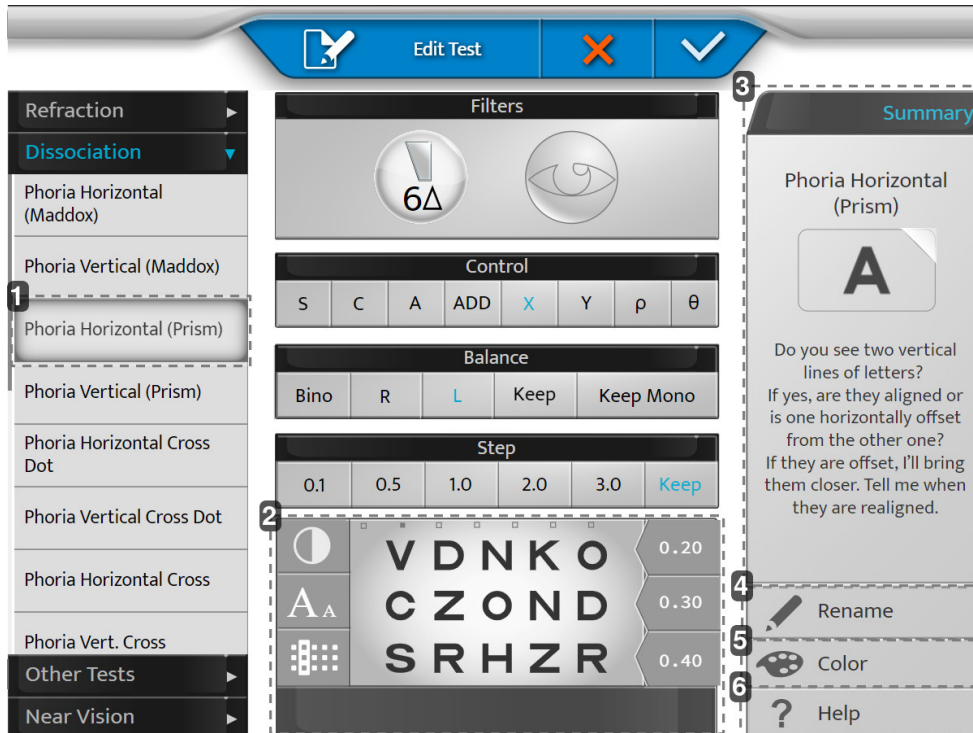 Edit Test
3
Refraction
Dissociation
Phoria Horizontal
(Maddox)
Phoria Vertical (Maddox)
1
Phoria Horizontal (Prism)
Phoria Vertical (Prism)
Phoria Horizontal Cross
Dot
Phoria Vertical Cross Dot
Phoria Horizontal Cross
Phoria Vert. Cross
Other Tests
Near Vision
Filters
6Δ
Control
S C A ADD X Y ρ θ
Balance
Bino R L Keep Keep Mono
Step
0.1 0.5 1.0 2.0 3.0 Keep
2
V D N K O 0.20
A A C Z O N D 0.30
S R H Z R 0.40
Summary
Phoria Horizontal
(Prism)
A
Do you see two vertical
lines of letters?
If yes, are they aligned or
is one horizontally offset
from the other one?
If they are offset, I'll bring
them closer. Tell me when
they are realigned.
4
Rename
5
Color
6
? Help